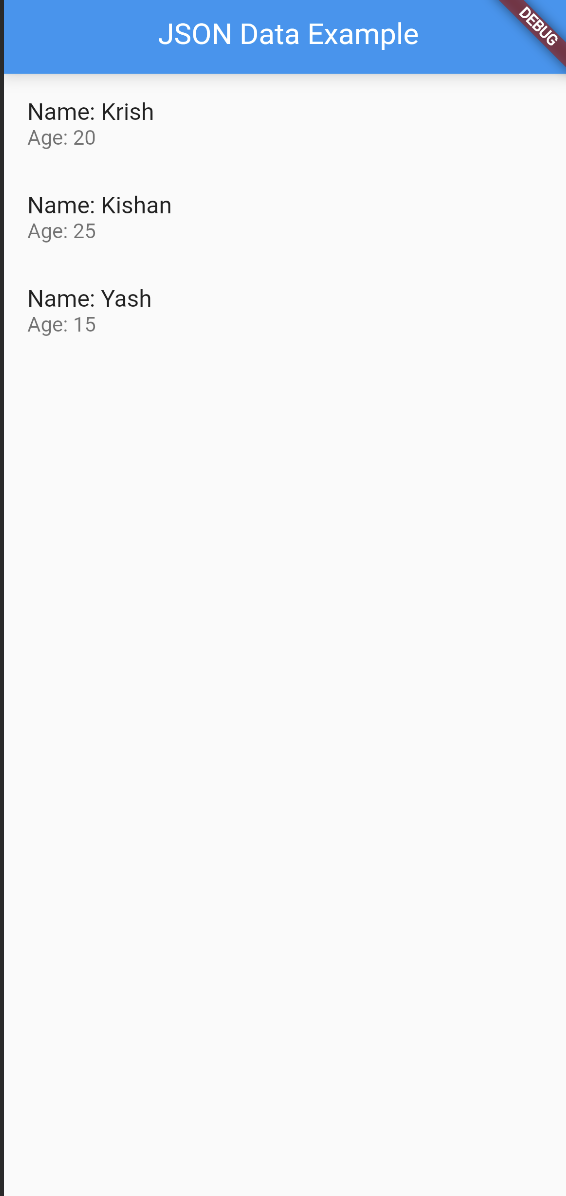 JSON Data Example
DEBUG
Name: Krish
Age: 20
Name: Kishan
Age: 25
Name: Yash
Age: 15